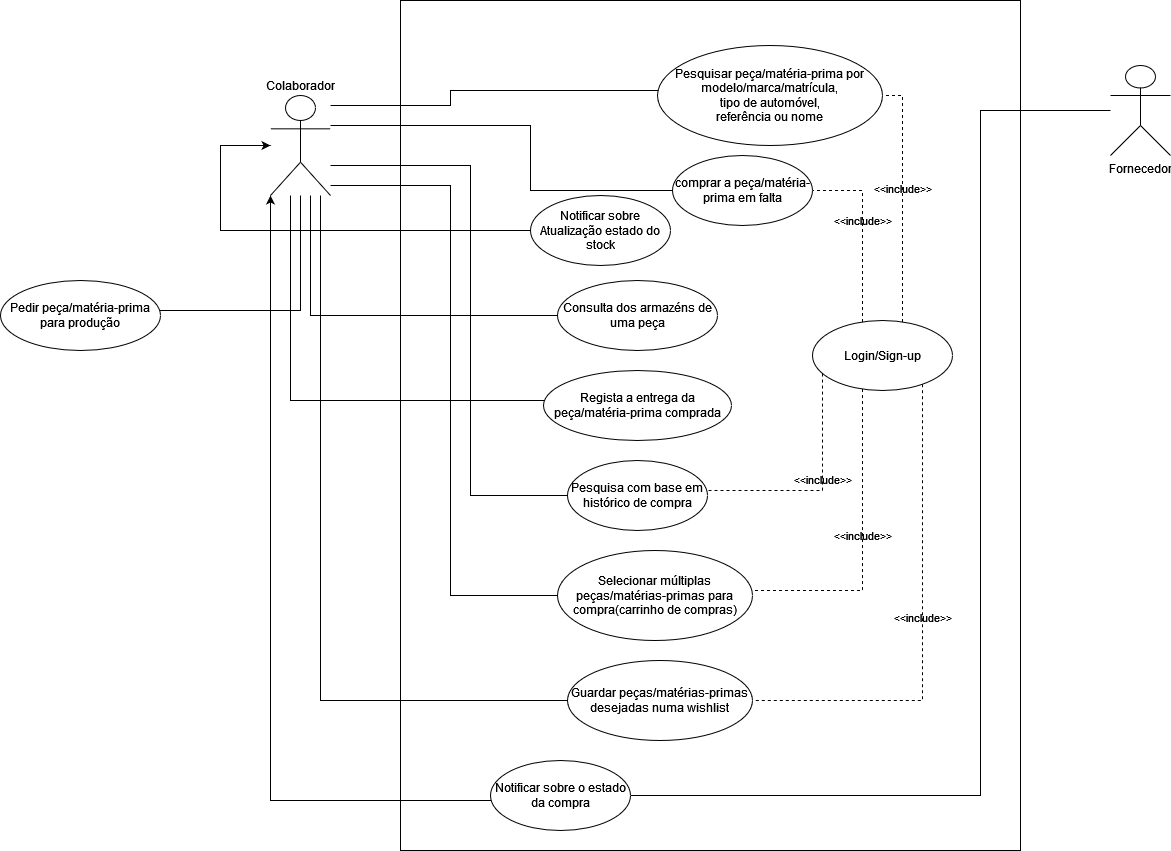 Colaborador
Pesquisar peça/matéria-prima por
modelo/marca/matrícula,
tipo de automóvel,
referência ou nome
Fornecedor
comprar a peça/matéria-
prima em falta
<<include>>
<<include>>
Notificar sobre
Atualização estado do
stock
Pedir peça/matéria-prima
para produção
Consulta dos armazéns de
uma peça
Login/Sign-up
Regista a entrega da
peça/matéria-prima comprada
Pesquisa com base em
histórico de compra
<<include>>
<<include>>
Selecionar múltiplas
peças/matérias-primas para
compra(carrinho de compras)
<<include>>
Guardar peças/matérias-primas
desejadas numa wishlist
Notificar sobre o estado
da compra